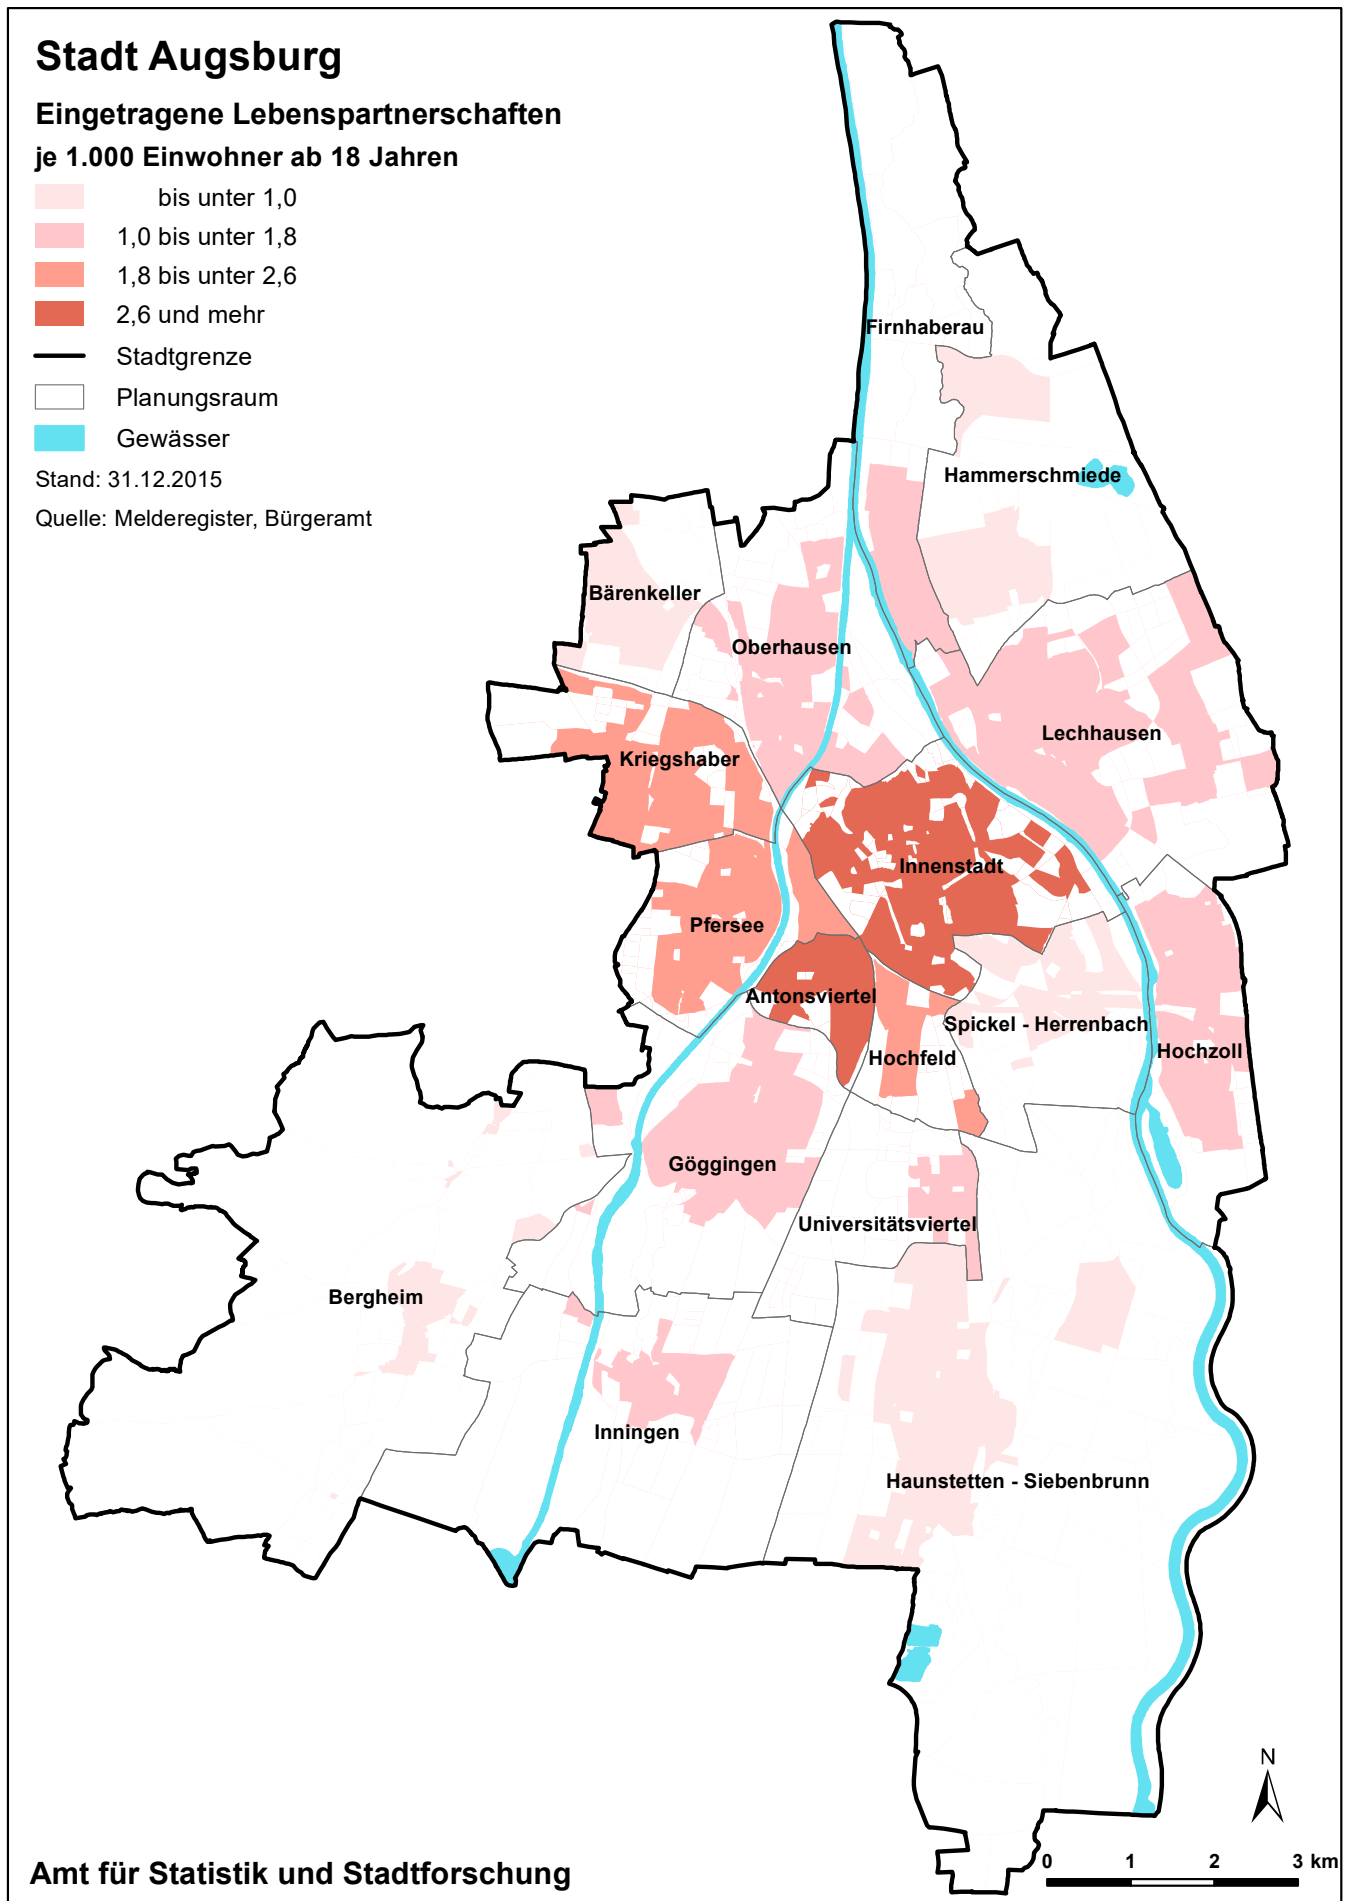 Stadt Augsburg
Eingetragene Lebenspartnerschaften
je 1.000 Einwohner ab 18 Jahren
bis unter 1,0
1,0 bis unter 1,8
1,8 bis unter 2,6
2,6 und mehr
Stadtgrenze
Planungsraum
Gewässer
Stand: 31.12.2015
Quelle: Melderegister, Bürgeramt
Firnhaberau
Hammerschmiede
Bärenkeller
Oberhausen
Lechhausen
Kriegshaber
Innenstadt
Pfersee
Antonsviertel
Spickel - Herrenbach
Hochfeld
Hochzoll
Göggingen
Universitätsviertel
Bergheim
Inningen
Haunstetten - Siebenbrunn
N
0 1 2 3 km
Amt für Statistik und Stadtforschung